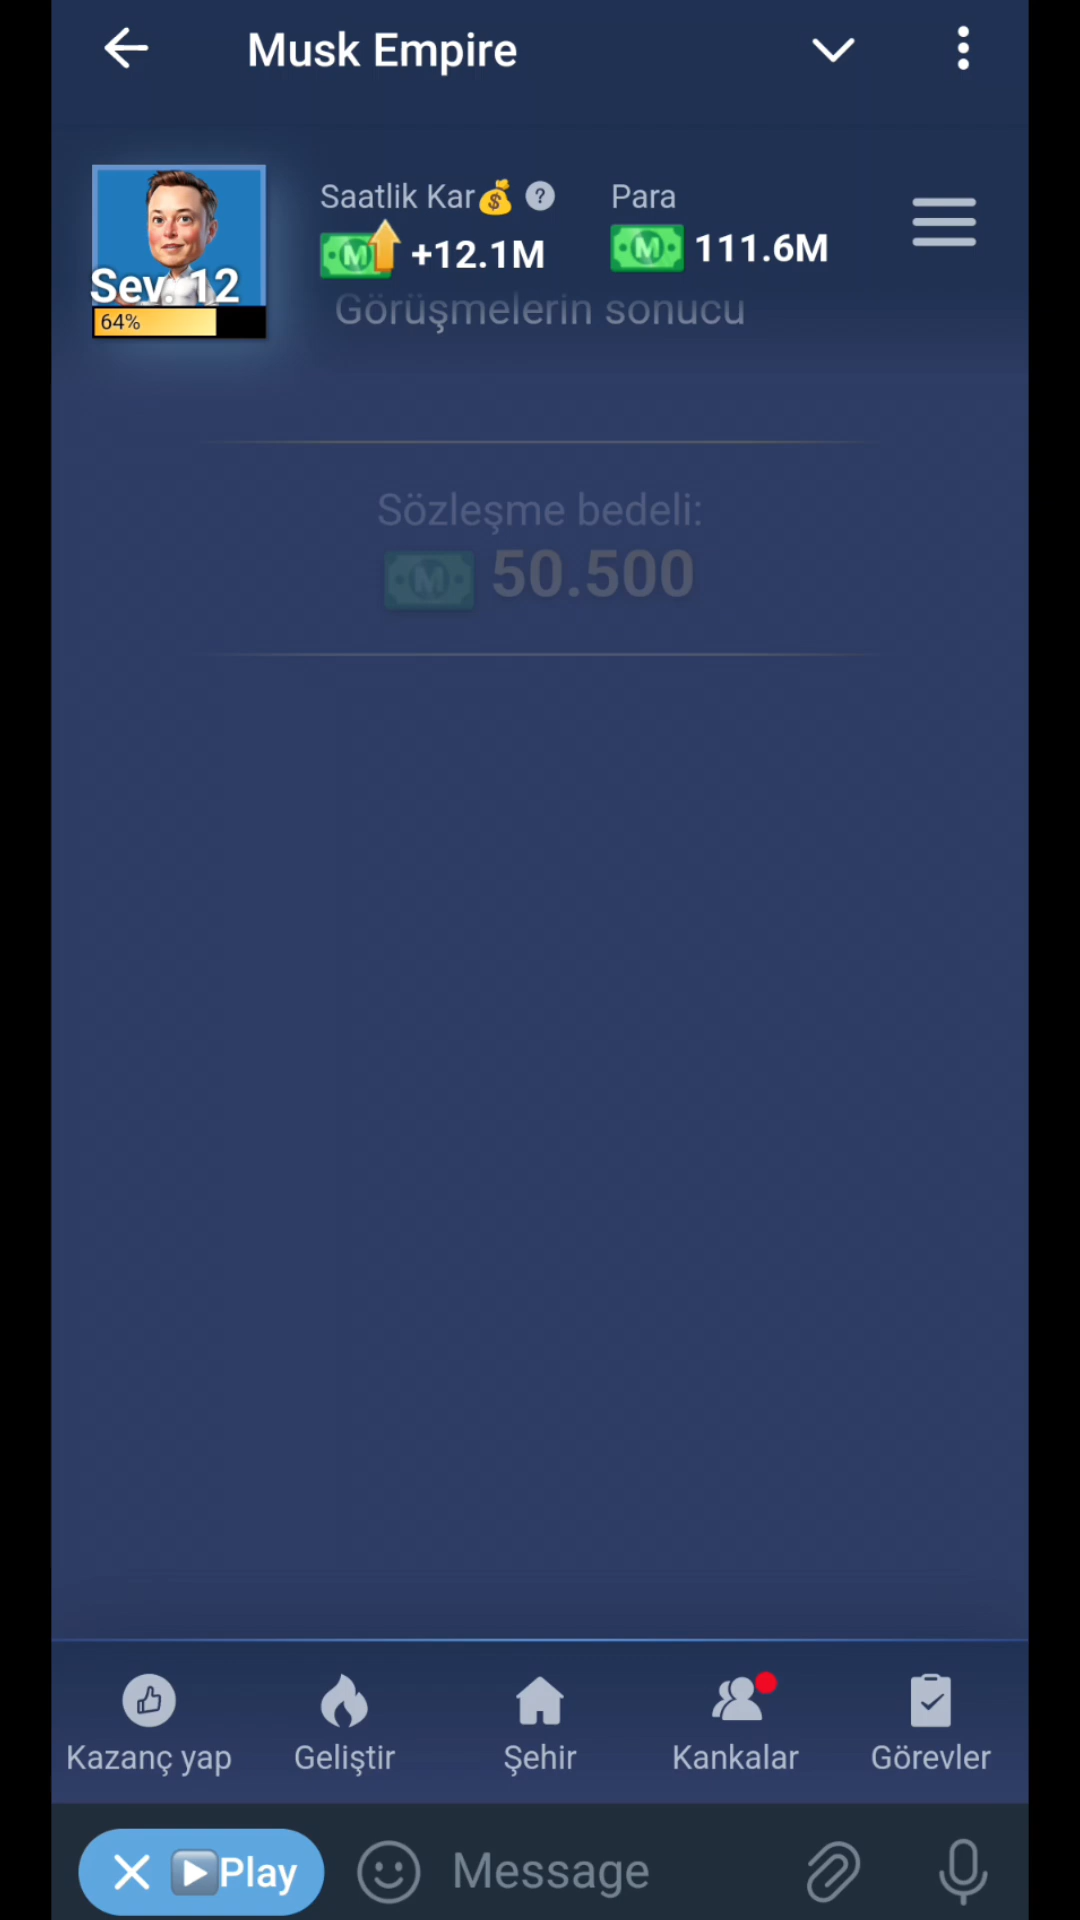 Musk Empire
Saatlik Kar ?
Para
M +12.1M
M 111.6M
Sev. 12
64%
Görüşmelerin sonucu
Sözleşme bedeli:
M 50.500
Kazanç yap
Geliştir
Şehir
Kankalar
Görevler
Play
Message